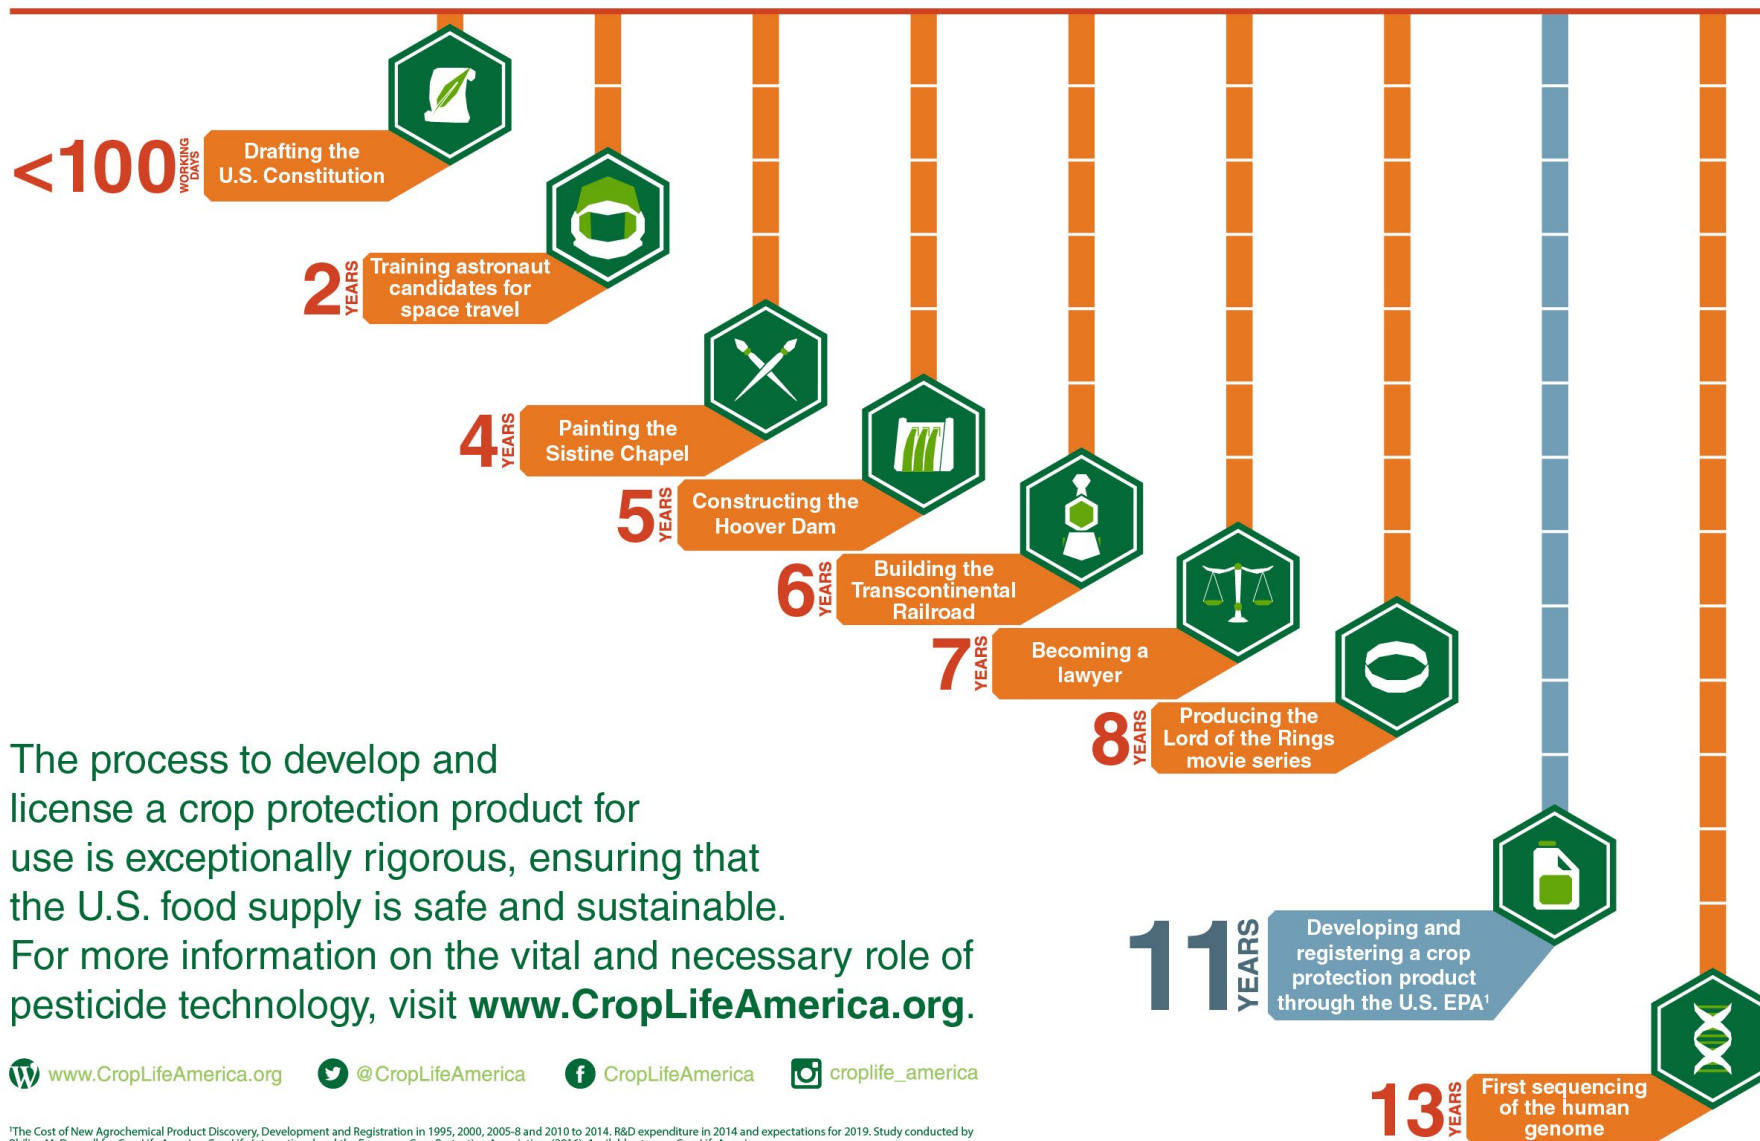 <100 WORKING DAYS
Drafting the
U.S. Constitution
2 YEARS
Training astronaut
candidates for
space travel
4 YEARS
Painting the
Sistine Chapel
5 YEARS
Constructing the
Hoover Dam
6 YEARS
Building the
Transcontinental
Railroad
7 YEARS
Becoming a
lawyer
8 YEARS
Producing the
Lord of the Rings
movie series
11 YEARS
Developing and
registering a crop
protection product
through the U.S. EPA¹
13 YEARS
First sequencing
of the human
genome
The process to develop and
license a crop protection product for
use is exceptionally rigorous, ensuring that
the U.S. food supply is safe and sustainable.
For more information on the vital and necessary role of
pesticide technology, visit www.CropLifeAmerica.org.
www.CropLifeAmerica.org
@CropLifeAmerica
CropLifeAmerica
croplife_america
¹The Cost of New Agrochemical Product Discovery, Development and Registration in 1995, 2000, 2005-8 and 2010 to 2014. R&D expenditure in 2014 and expectations for 2019. Study conducted by